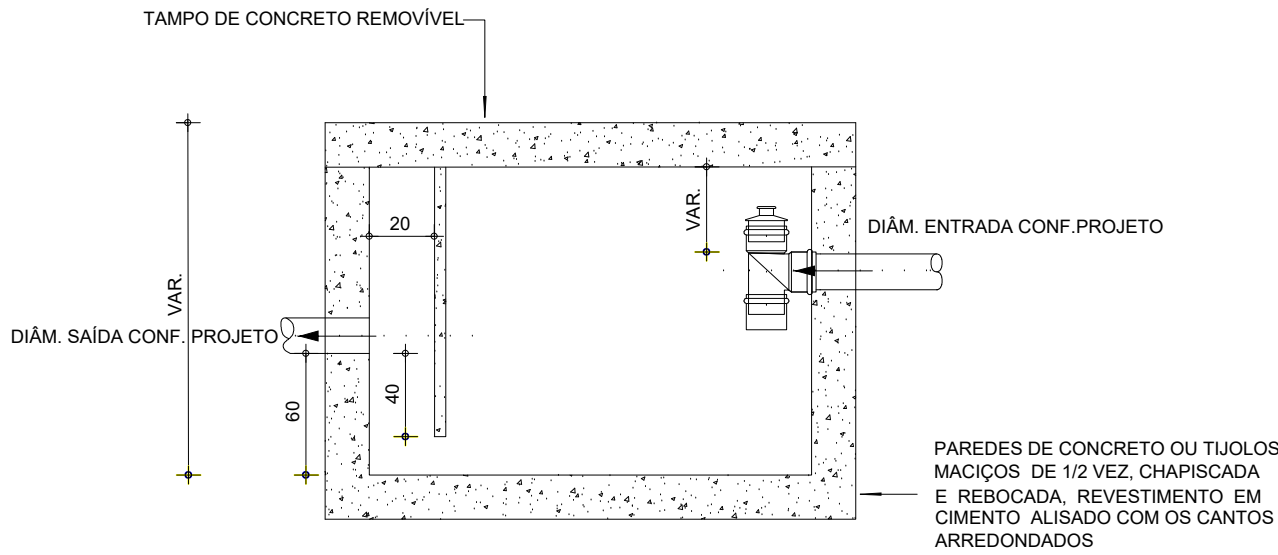 TAMPO DE CONCRETO REMOVÍVEL
VAR.
20
VAR.
DIÂM. ENTRADA CONF.PROJETO
DIÂM. SAÍDA CONF. PROJETO
40
60
PAREDES DE CONCRETO OU TIJOLOS
MACIÇOS DE 1/2 VEZ, CHAPISCADA
E REBOCADA, REVESTIMENTO EM
CIMENTO ALISADO COM OS CANTOS
ARREDONDADOS